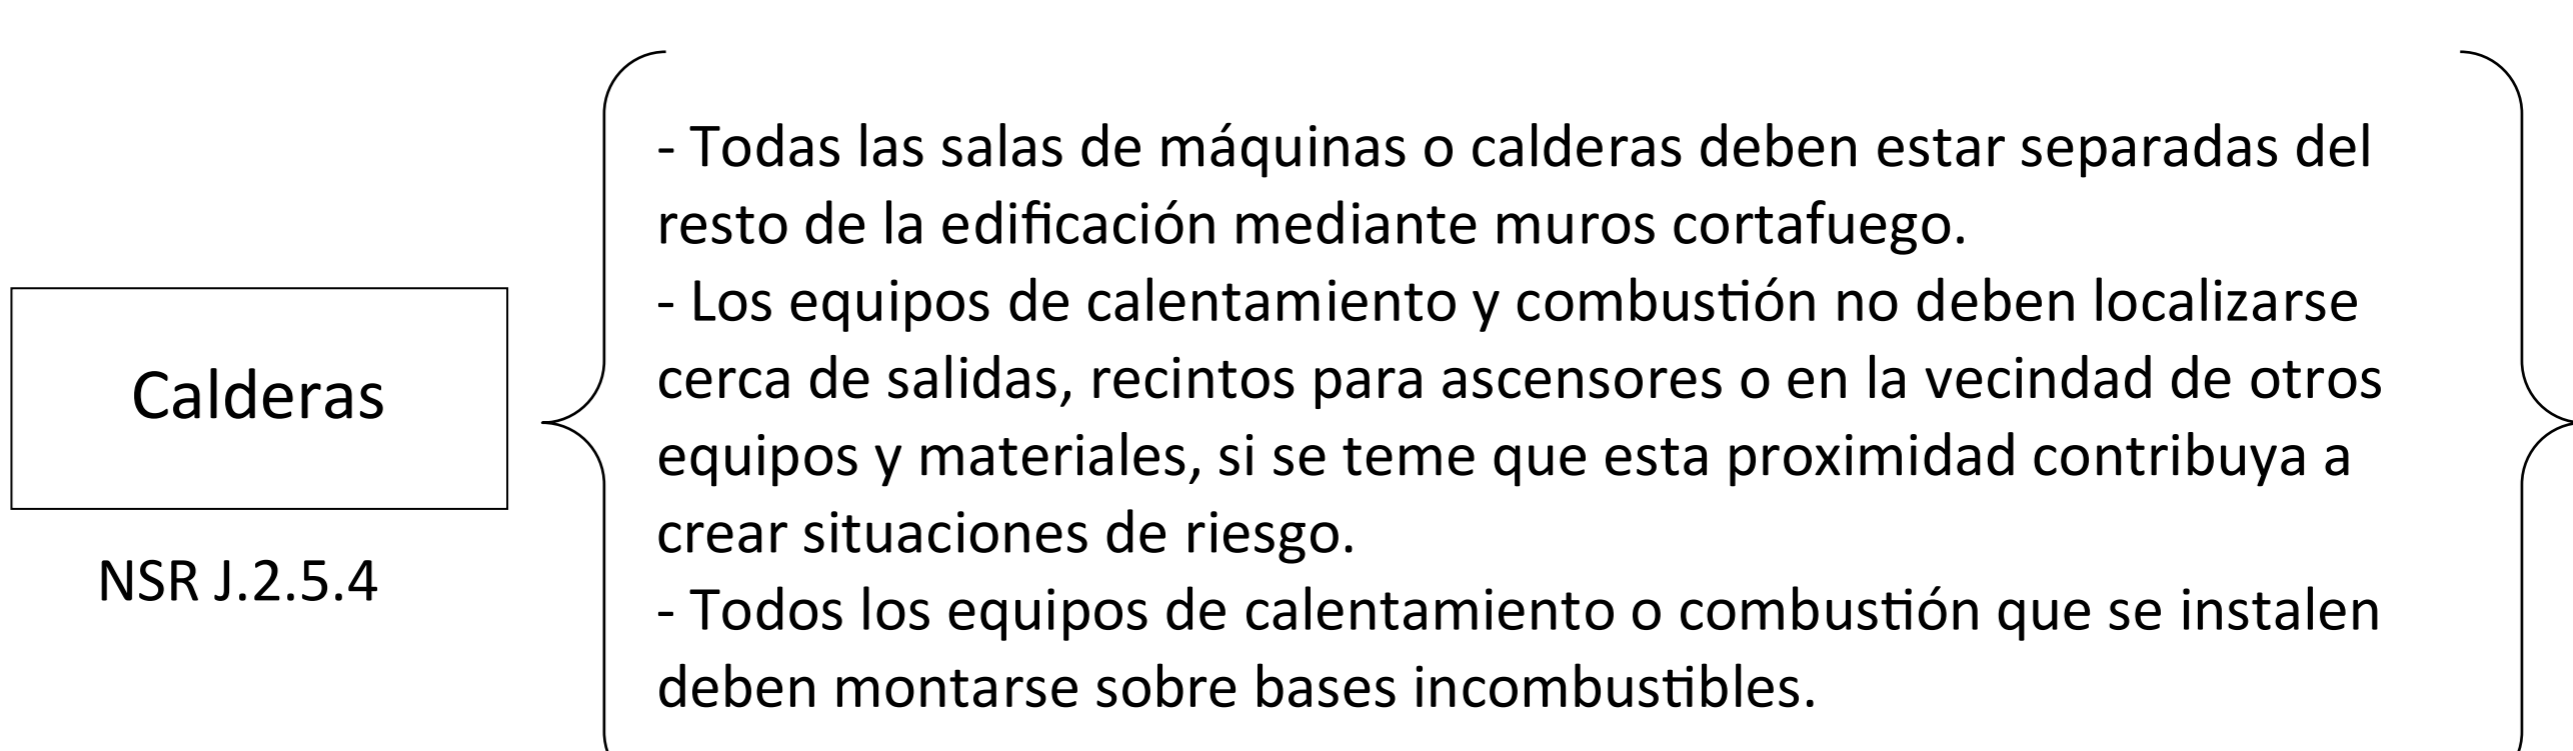 Calderas
NSR J.2.5.4
- Todas las salas de máquinas o calderas deben estar separadas del
resto de la edificación mediante muros cortafuego.
- Los equipos de calentamiento y combustión no deben localizarse
cerca de salidas, recintos para ascensores o en la vecindad de otros
equipos y materiales, si se teme que esta proximidad contribuya a
crear situaciones de riesgo.
- Todos los equipos de calentamiento o combustión que se instalen
deben montarse sobre bases incombustibles.